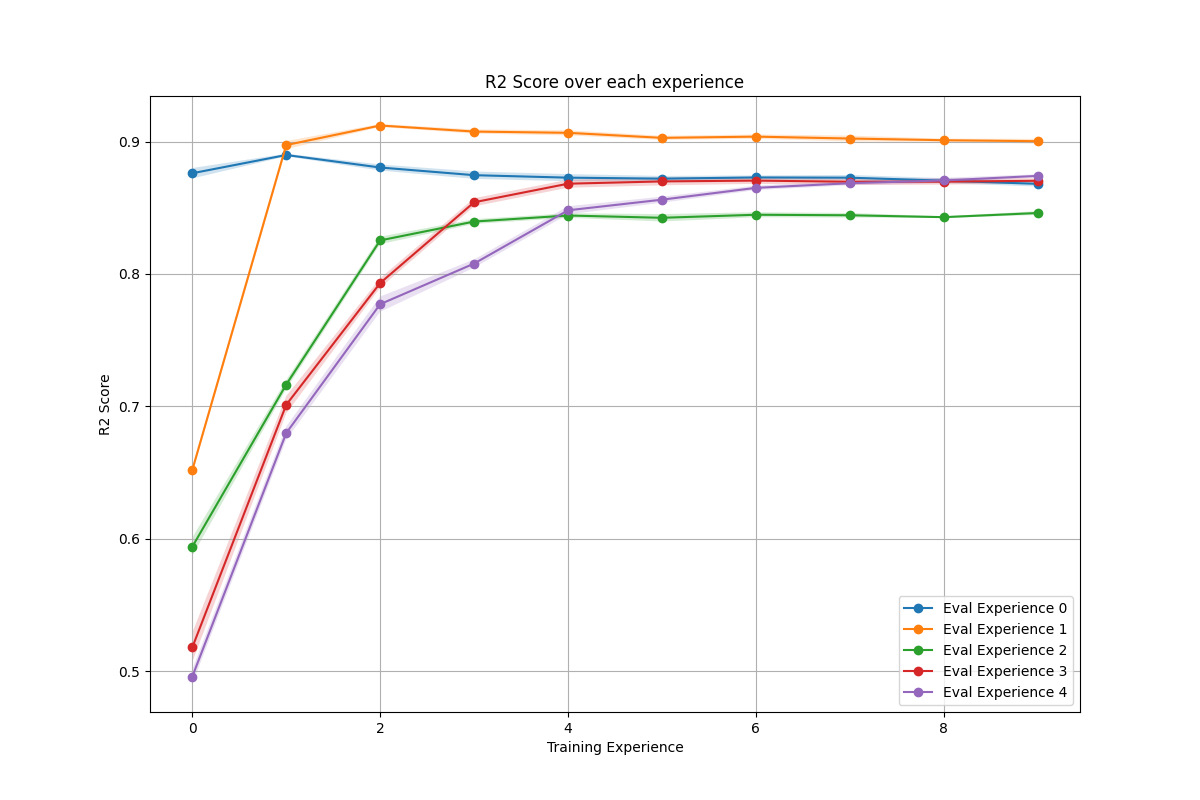 R2 Score over each experience
R2 Score
0.9
0.8
0.7
0.6
0.5
0 2 4 6 8
Training Experience
Eval Experience 0
Eval Experience 1
Eval Experience 2
Eval Experience 3
Eval Experience 4